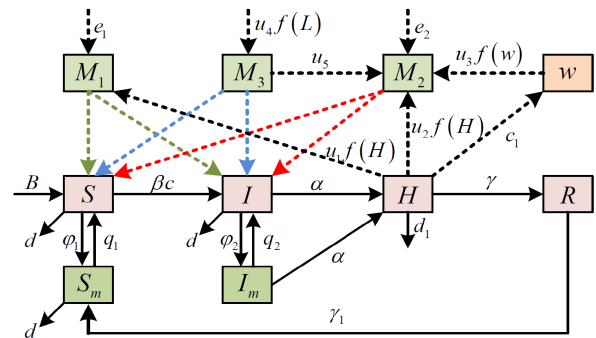 e₁ u₄f(L) e₂
M₁ M₃ u₅ M₂ u₃f(w) w
u₁f(H) u₂f(H) c₁
B S βc I α H γ R
d φ₁ q₁ d φ₂ q₂ d₁
Sₘ Iₘ α
d γ₁